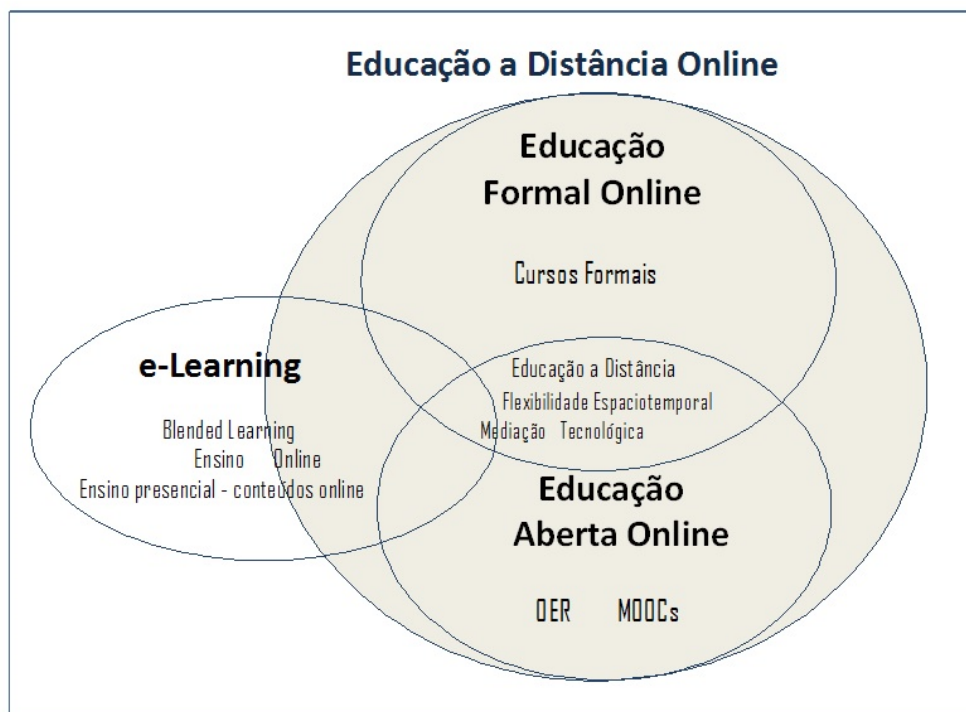 Educação a Distância Online
Educação
Formal Online
Cursos Formais
e-Learning
Blended Learning
Ensino Online
Ensino presencial - conteúdos online
Educação a Distância
Flexibilidade Espaciotemporal
Mediação Tecnológica
Educação
Aberta Online
OER MOOCs